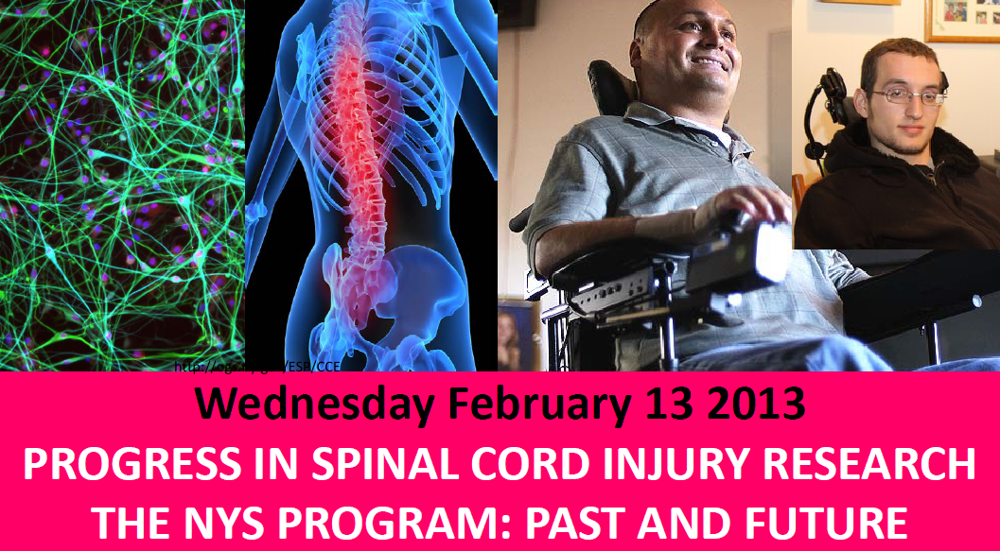 Wednesday February 13 2013
PROGRESS IN SPINAL CORD INJURY RESEARCH
THE NYS PROGRAM: PAST AND FUTURE